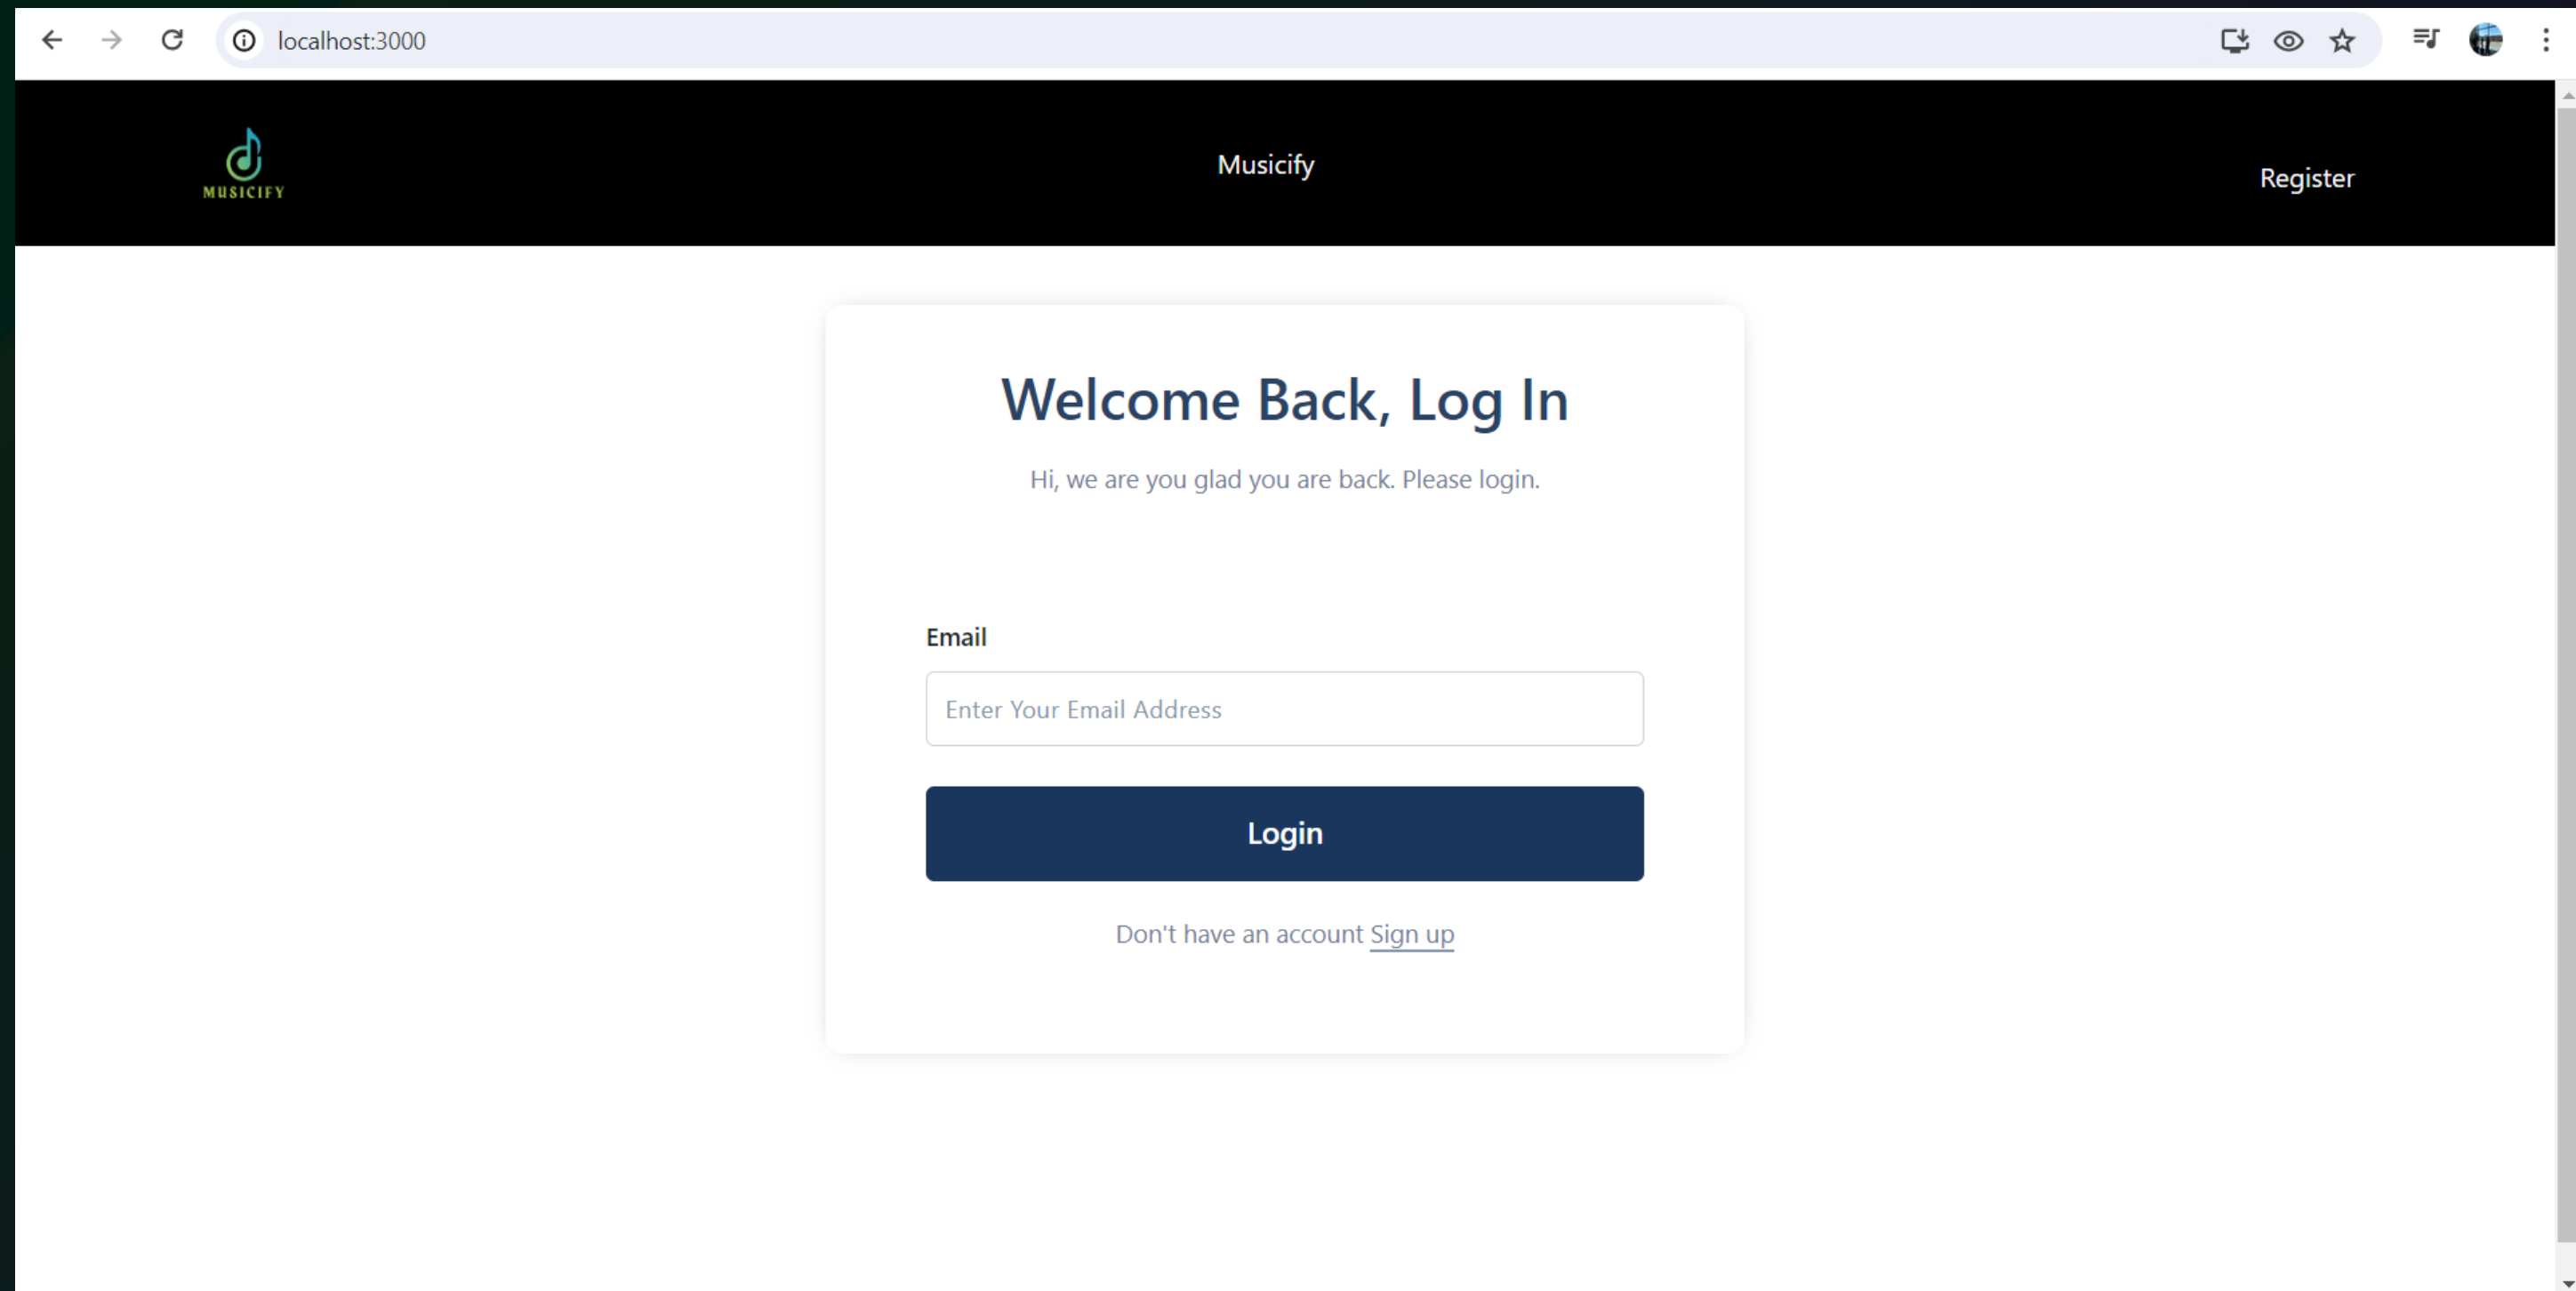 localhost:3000
MUSICIFY
Musicify
Register
Welcome Back, Log In
Hi, we are you glad you are back. Please login.
Email
Enter Your Email Address
Login
Don't have an account Sign up